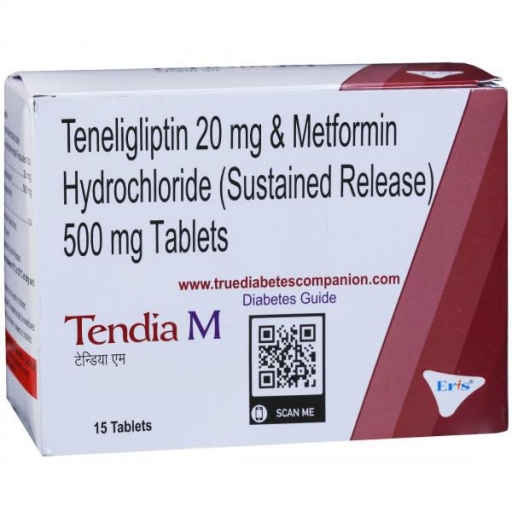 Teneligliptin 20 mg & Metformin
Hydrochloride (Sustained Release)
500 mg Tablets
www.truediabetescompanion.com
Diabetes Guide
Tendia M
टेन्डिया एम
SCAN ME
15 Tablets
Eris®